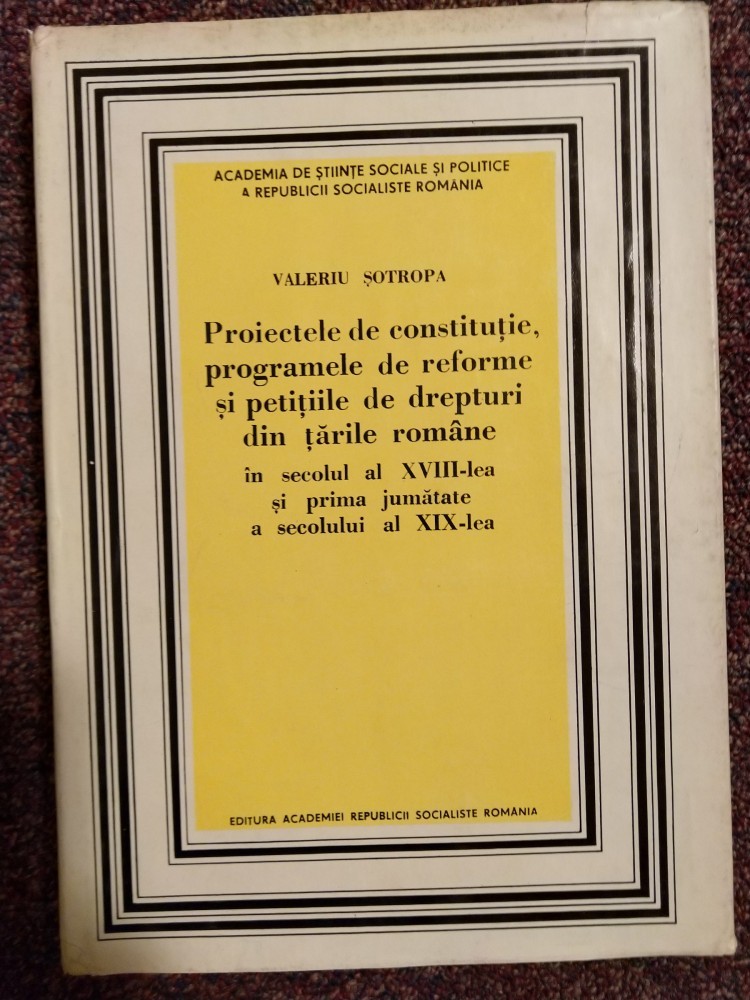 ACADEMIA DE ȘTIINȚE SOCIALE ȘI POLITICE
A REPUBLICII SOCIALISTE ROMÂNIA
VALERIU ȘOTROPA
Proiectele de constituție,
programele de reforme
și petițiile de drepturi
din țările române
în secolul al XVIII-lea
și prima jumătate
a secolului al XIX-lea
EDITURA ACADEMIEI REPUBLICII SOCIALISTE ROMÂNIA